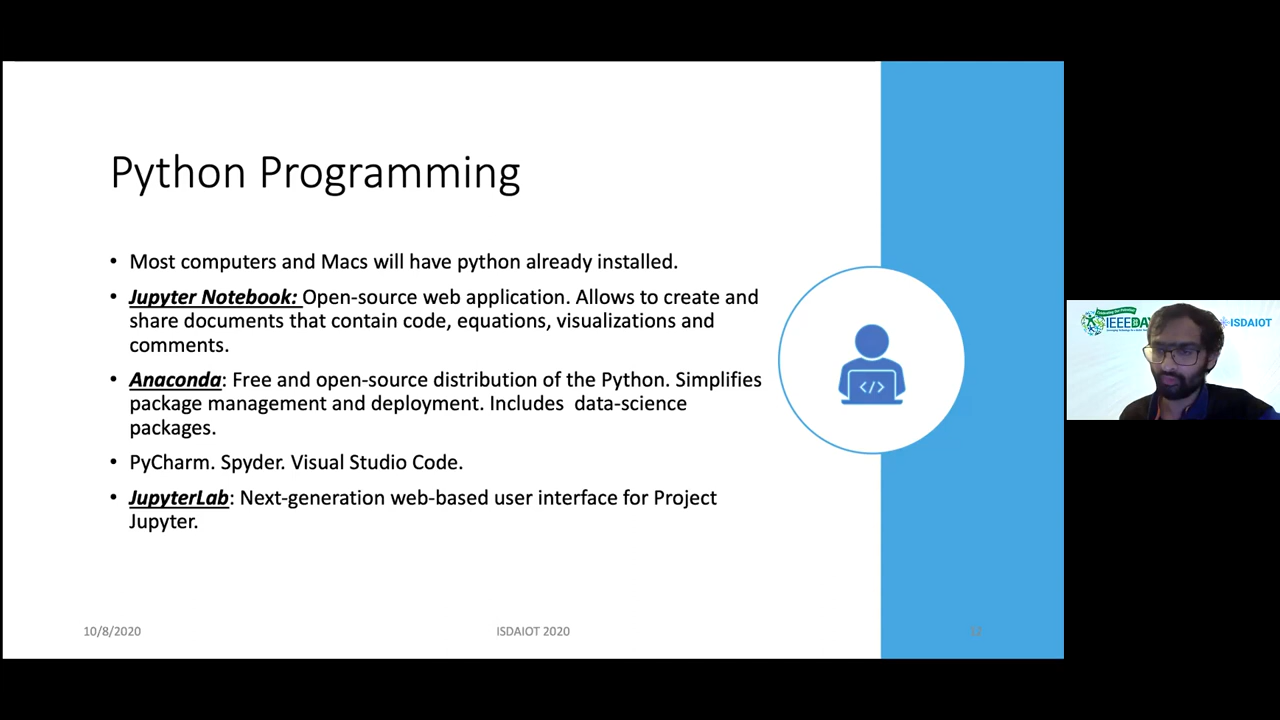 Python Programming
• Most computers and Macs will have python already installed.
• Jupyter Notebook: Open-source web application. Allows to create and
share documents that contain code, equations, visualizations and
comments.
• Anaconda: Free and open-source distribution of the Python. Simplifies
package management and deployment. Includes  data-science
packages.
• PyCharm. Spyder. Visual Studio Code.
• JupyterLab: Next-generation web-based user interface for Project
Jupyter.
</>
10/8/2020
ISDAIOT 2020
IEEEDAY
ISDAIOT